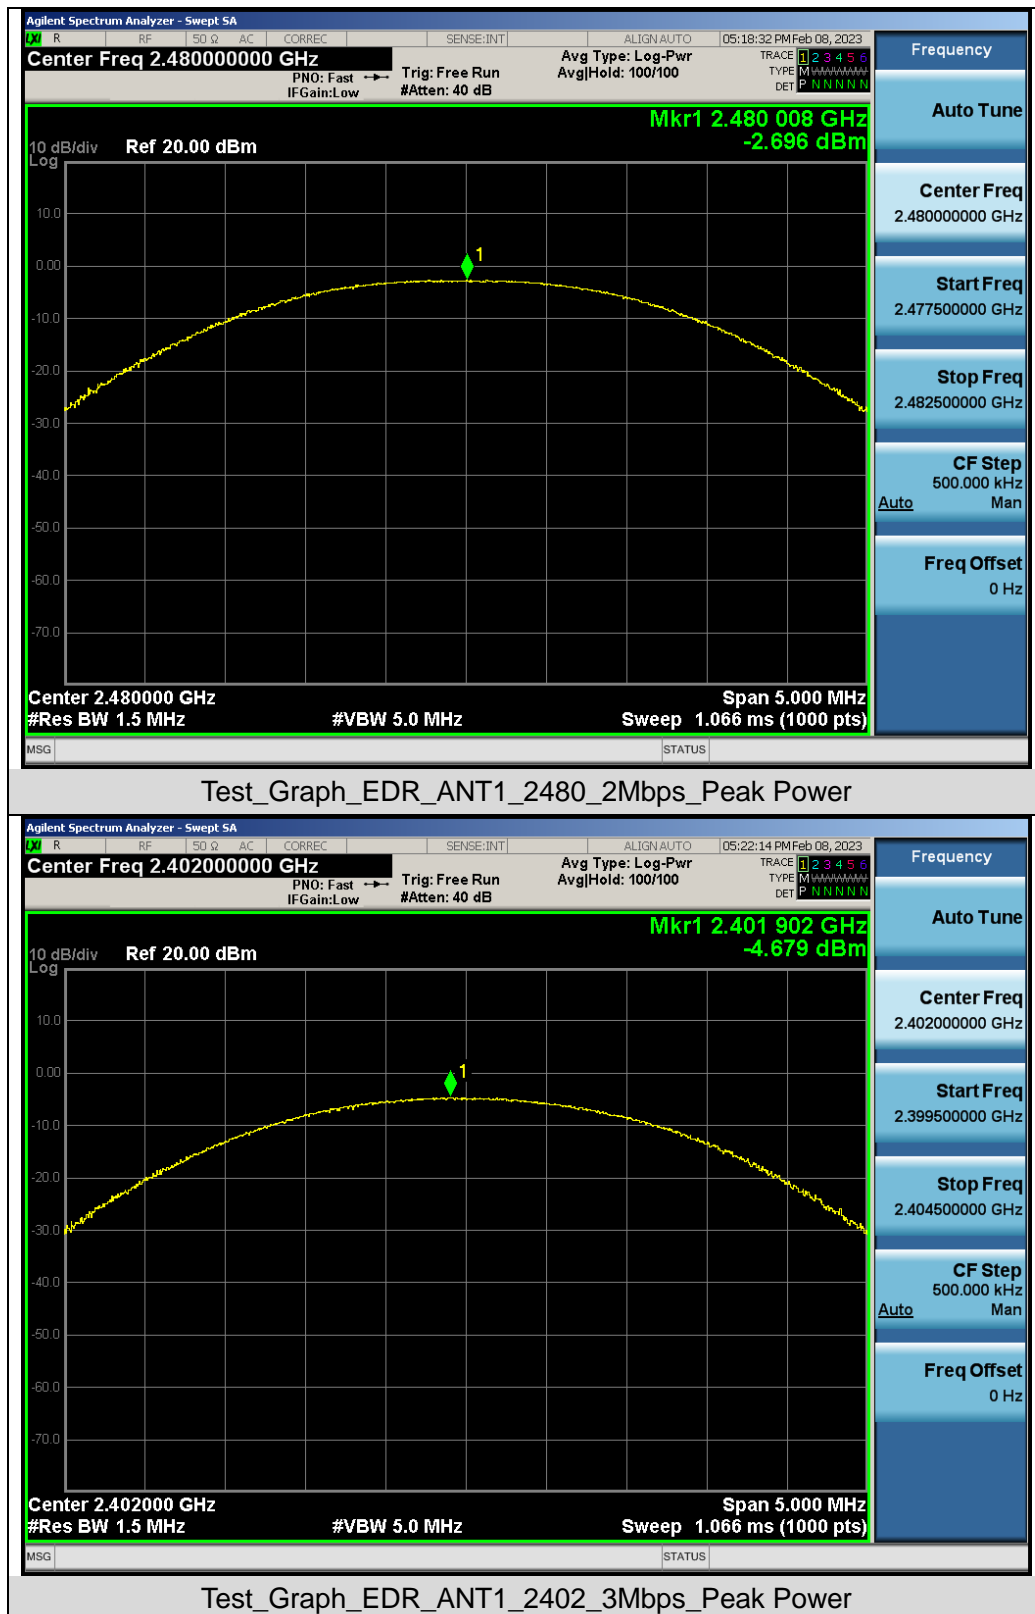 Agilent Spectrum Analyzer - Swept SA
LXI R RF 50 Ω AC CORREC SENSE:INT ALIGN AUTO 05:18:32 PM Feb 08, 2023
Center Freq 2.480000000 GHz
PNO: Fast
IFGain:Low
Trig: Free Run
#Atten: 40 dB
Avg Type: Log-Pwr
Avg|Hold: 100/100
TRACE 1 2 3 4 5 6
TYPE M
DET P N N N N N
Mkr1 2.480 008 GHz
-2.696 dBm
10 dB/div Ref 20.00 dBm
Log
10.0
1
0.00
-10.0
-20.0
-30.0
-40.0
-50.0
-60.0
-70.0
Center 2.480000 GHz Span 5.000 MHz
#Res BW 1.5 MHz #VBW 5.0 MHz Sweep 1.066 ms (1000 pts)
MSG STATUS
Frequency
Auto Tune
Center Freq
2.480000000 GHz
Start Freq
2.477500000 GHz
Stop Freq
2.482500000 GHz
CF Step
500.000 kHz
Auto Man
Freq Offset
0 Hz
Test_Graph_EDR_ANT1_2480_2Mbps_Peak Power
Agilent Spectrum Analyzer - Swept SA
LXI R RF 50 Ω AC CORREC SENSE:INT ALIGN AUTO 05:22:14 PM Feb 08, 2023
Center Freq 2.402000000 GHz
PNO: Fast
IFGain:Low
Trig: Free Run
#Atten: 40 dB
Avg Type: Log-Pwr
Avg|Hold: 100/100
TRACE 1 2 3 4 5 6
TYPE M
DET P N N N N N
Mkr1 2.401 902 GHz
-4.679 dBm
10 dB/div Ref 20.00 dBm
Log
10.0
0.00
1
-10.0
-20.0
-30.0
-40.0
-50.0
-60.0
-70.0
Center 2.402000 GHz Span 5.000 MHz
#Res BW 1.5 MHz #VBW 5.0 MHz Sweep 1.066 ms (1000 pts)
MSG STATUS
Frequency
Auto Tune
Center Freq
2.402000000 GHz
Start Freq
2.399500000 GHz
Stop Freq
2.404500000 GHz
CF Step
500.000 kHz
Auto Man
Freq Offset
0 Hz
Test_Graph_EDR_ANT1_2402_3Mbps_Peak Power